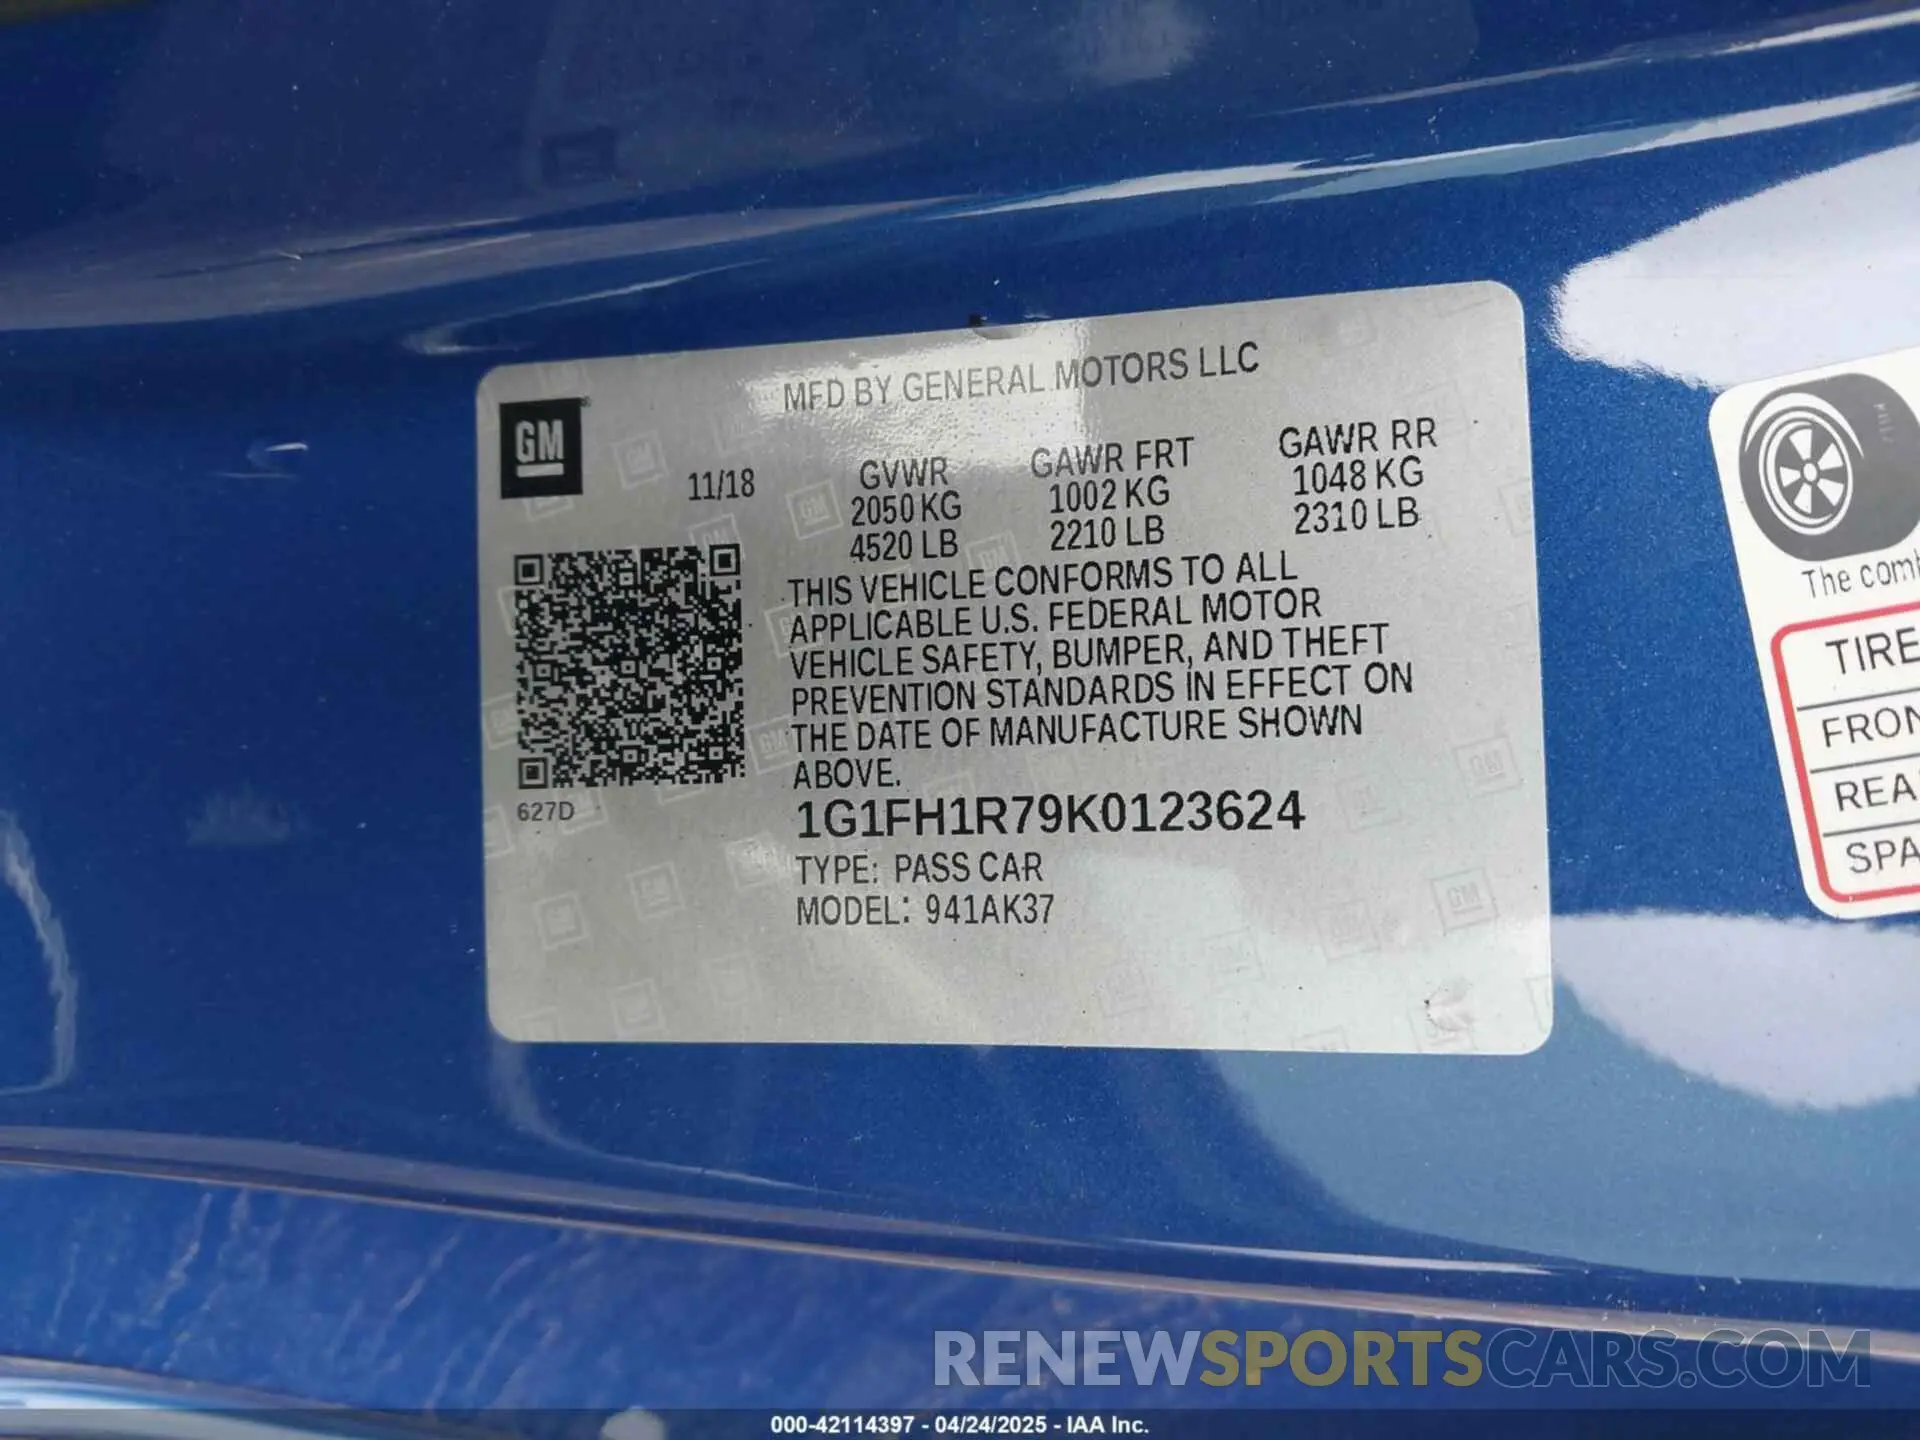 MFD BY GENERAL MOTORS LLC
GM
11/18
GVWR
2050 KG
4520 LB
GAWR FRT
1002 KG
2210 LB
GAWR RR
1048 KG
2310 LB
THIS VEHICLE CONFORMS TO ALL
APPLICABLE U.S. FEDERAL MOTOR
VEHICLE SAFETY, BUMPER, AND THEFT
PREVENTION STANDARDS IN EFFECT ON
THE DATE OF MANUFACTURE SHOWN
ABOVE.
627D
1G1FH1R79K0123624
TYPE: PASS CAR
MODEL: 941AK37
The
TIRE
RENEWSPORTSCARS.COM
000-42114397 - 04/24/2025 - IAA Inc.